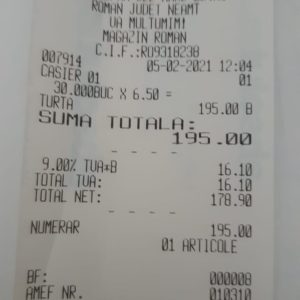 ROMAN JUDET NEAMT
VA MULTUMIM!
MAGAZIN ROMAN
C.I.F.:RO9318238
007914 05-02-2021 12:04
CASIER 01 01
30.000BUC X 6.50 =
TURTA 195.00 B
SUMA TOTALA:
195.00
- - - -
9.00% TVA*B 16.10
TOTAL TVA: 16.10
TOTAL NET: 178.90
- - - -
NUMERAR 195.00
01 ARTICOLE
BF: 000008
AMEF NR. 010310